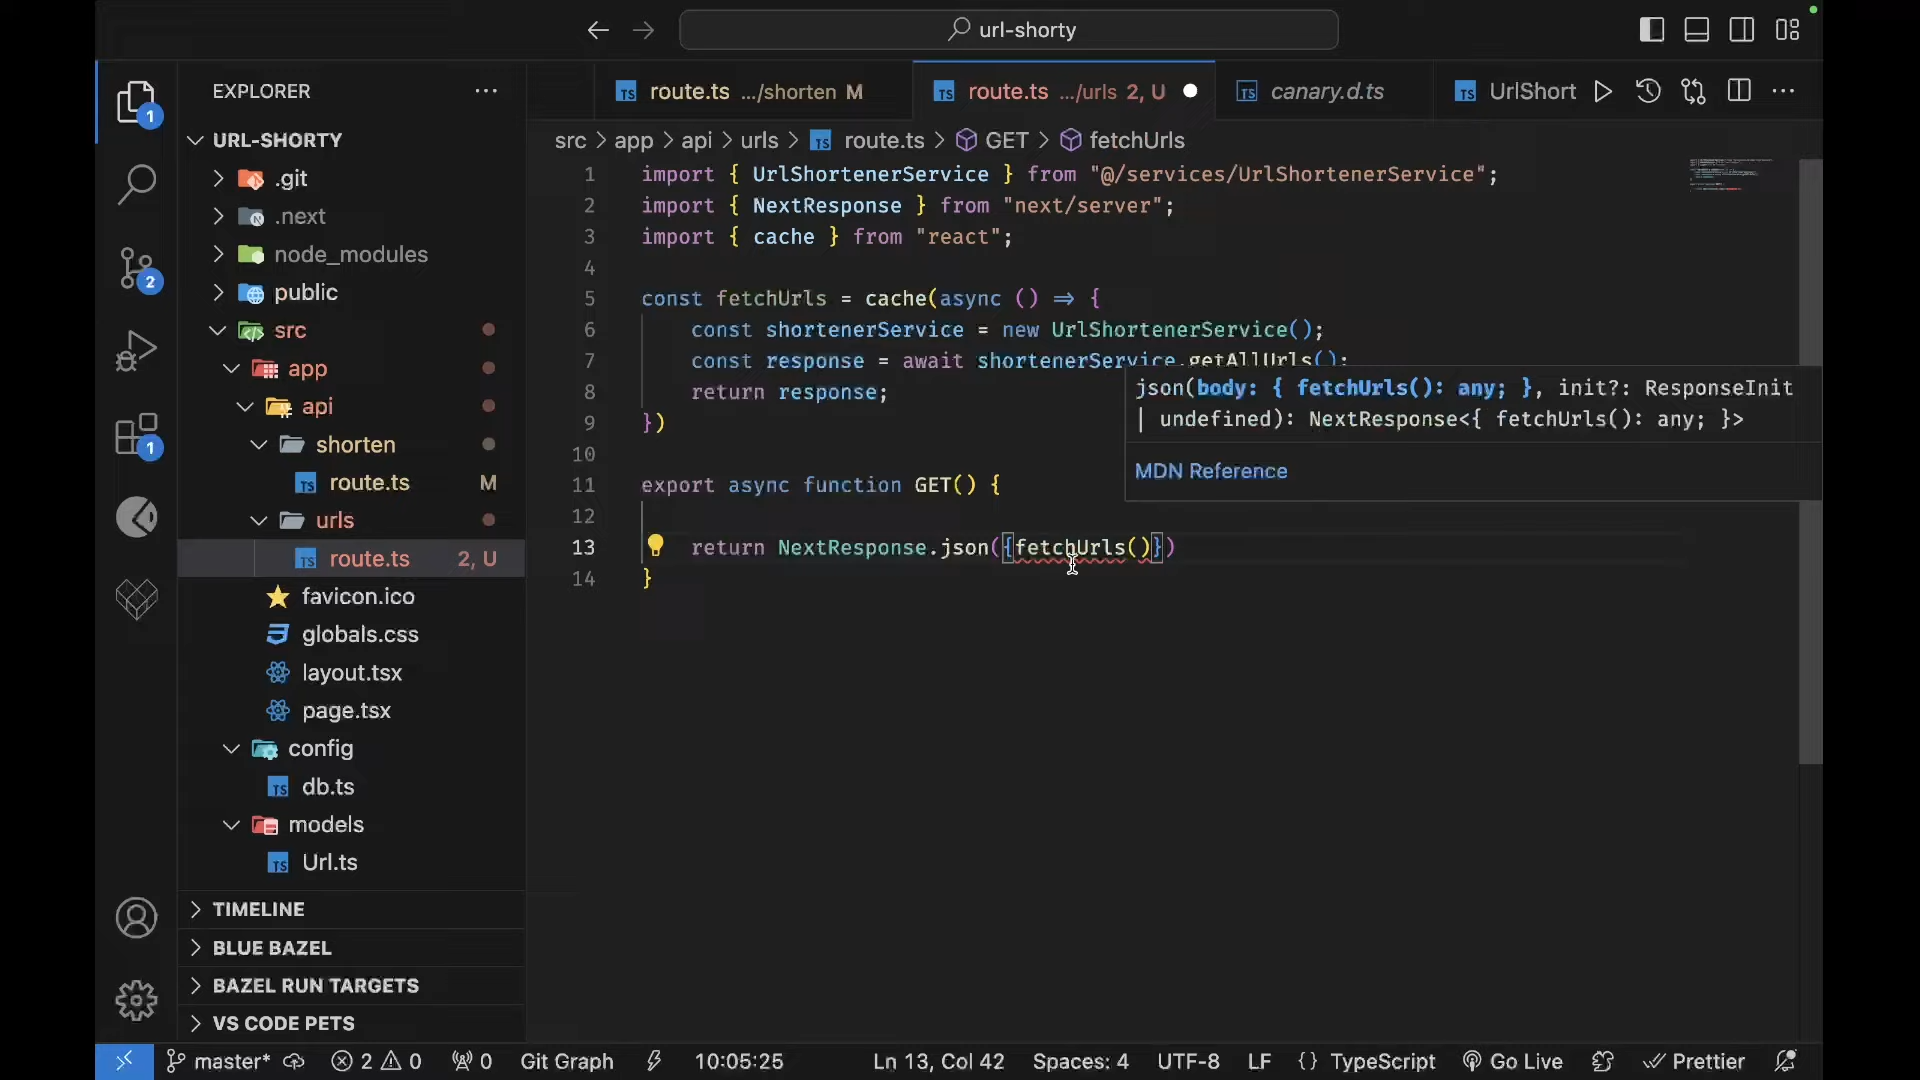 url-shorty
EXPLORER
route.ts .../shorten M
route.ts .../urls 2, U
canary.d.ts
UrlShort
src > app > api > urls > route.ts > GET > fetchUrls
URL-SHORTY
.git
.next
node_modules
public
src
app
api
shorten
route.ts M
urls
route.ts 2, U
favicon.ico
globals.css
layout.tsx
page.tsx
config
db.ts
models
Url.ts
TIMELINE
BLUE BAZEL
BAZEL RUN TARGETS
VS CODE PETS
1
2
1
1 import { UrlShortenerService } from "@/services/UrlShortenerService";
2 import { NextResponse } from "next/server";
3 import { cache } from "react";
4
5 const fetchUrls = cache(async () => {
6 const shortenerService = new UrlShortenerService();
7 const response = await shortenerService.getAllUrls();
8 return response;
9 })
10
11 export async function GET() {
12
13 return NextResponse.json({fetchUrls()})
14 }
json(body: { fetchUrls(): any; }, init?: ResponseInit
| undefined): NextResponse<{ fetchUrls(): any; }>
MDN Reference
master* 2 0 0 Git Graph 10:05:25 Ln 13, Col 42 Spaces: 4 UTF-8 LF {} TypeScript Go Live Prettier